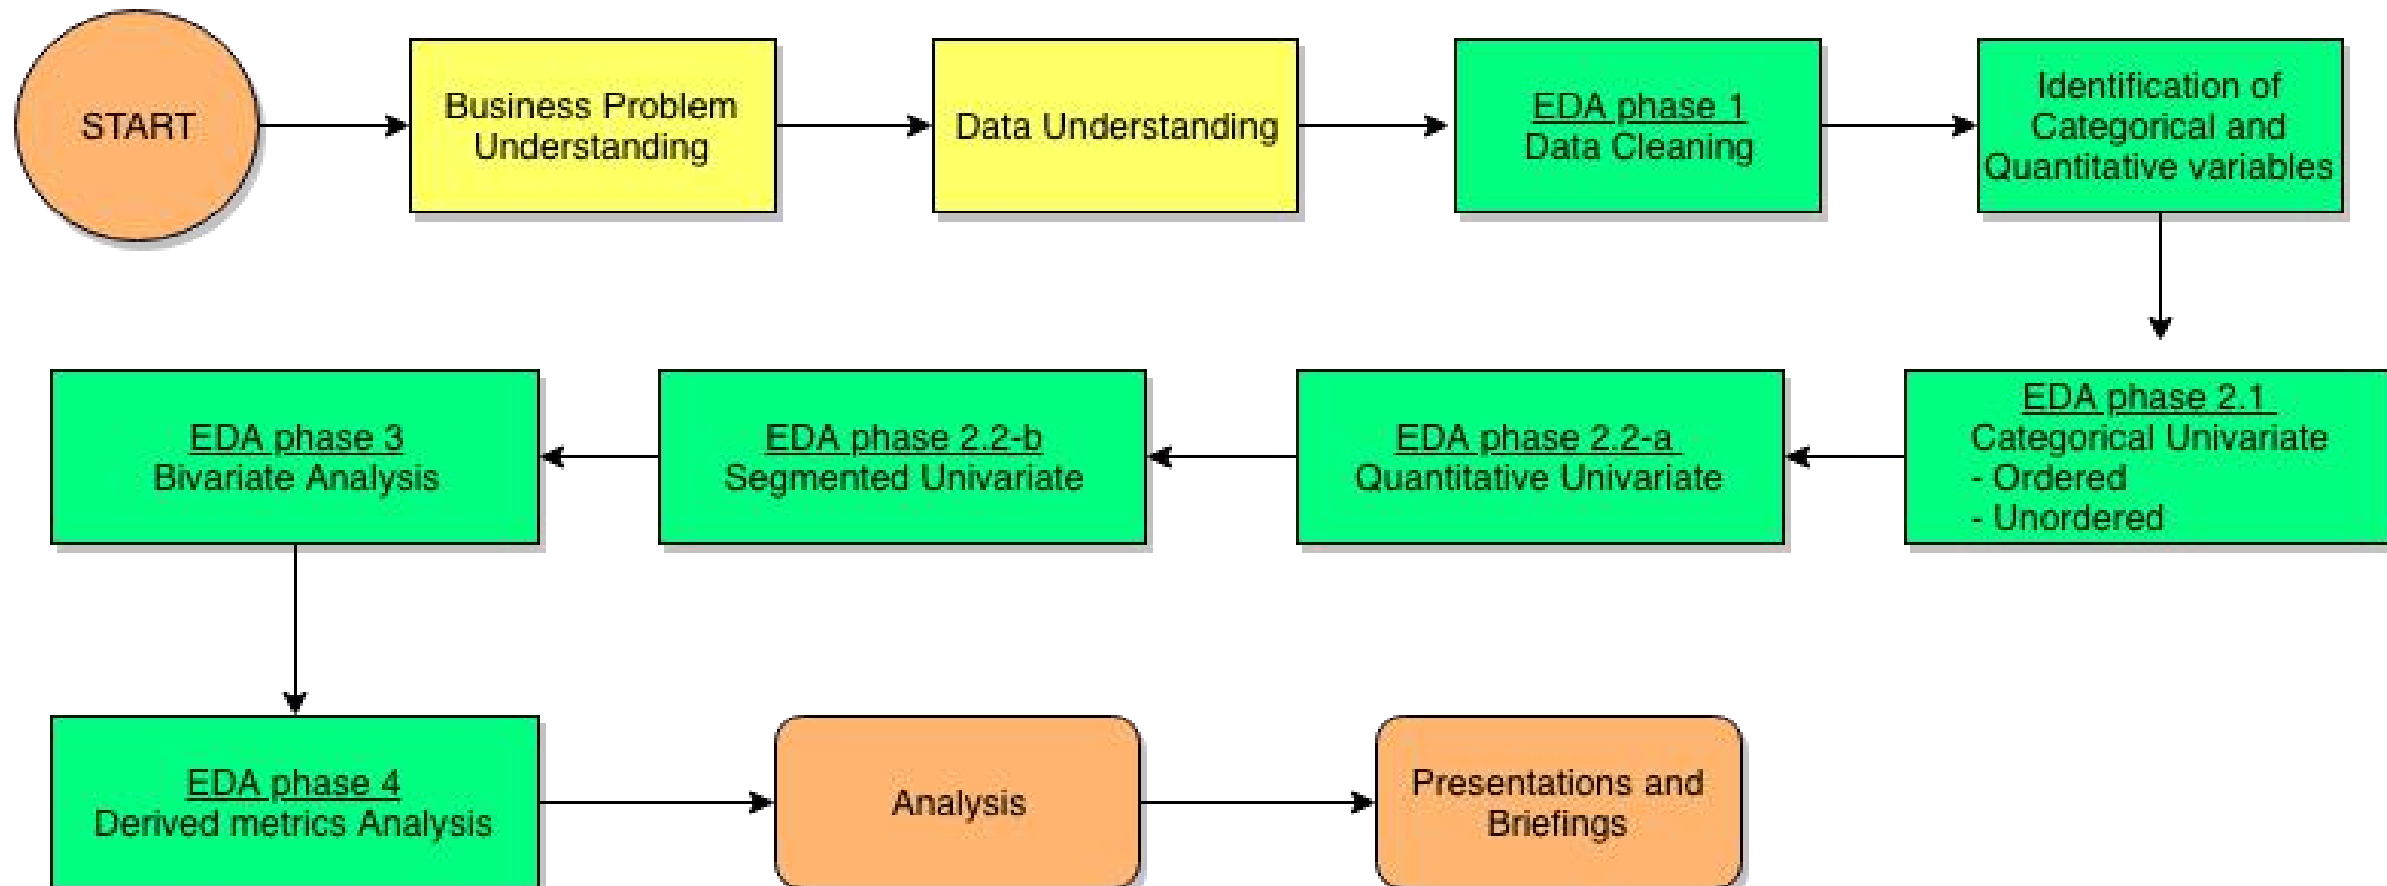 START
Business Problem
Understanding
Data Understanding
EDA phase 1
Data Cleaning
Identification of
Categorical and
Quantitative variables
EDA phase 2.1
Categorical Univariate
- Ordered
- Unordered
EDA phase 2.2-a
Quantitative Univariate
EDA phase 2.2-b
Segmented Univariate
EDA phase 3
Bivariate Analysis
EDA phase 4
Derived metrics Analysis
Analysis
Presentations and
Briefings